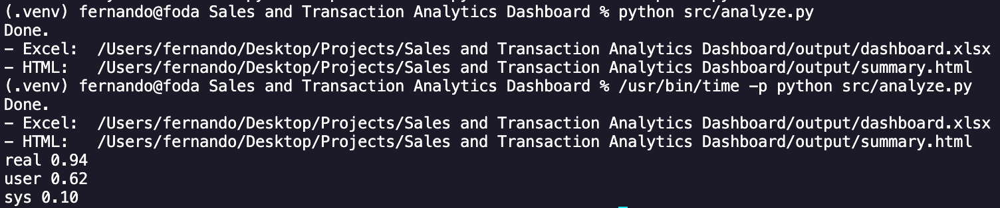 (.venv) fernando@foda Sales and Transaction Analytics Dashboard % python src/analyze.py
Done.
- Excel:  /Users/fernando/Desktop/Projects/Sales and Transaction Analytics Dashboard/output/dashboard.xlsx
- HTML:   /Users/fernando/Desktop/Projects/Sales and Transaction Analytics Dashboard/output/summary.html
(.venv) fernando@foda Sales and Transaction Analytics Dashboard % /usr/bin/time -p python src/analyze.py
Done.
- Excel:  /Users/fernando/Desktop/Projects/Sales and Transaction Analytics Dashboard/output/dashboard.xlsx
- HTML:   /Users/fernando/Desktop/Projects/Sales and Transaction Analytics Dashboard/output/summary.html
real 0.94
user 0.62
sys 0.10